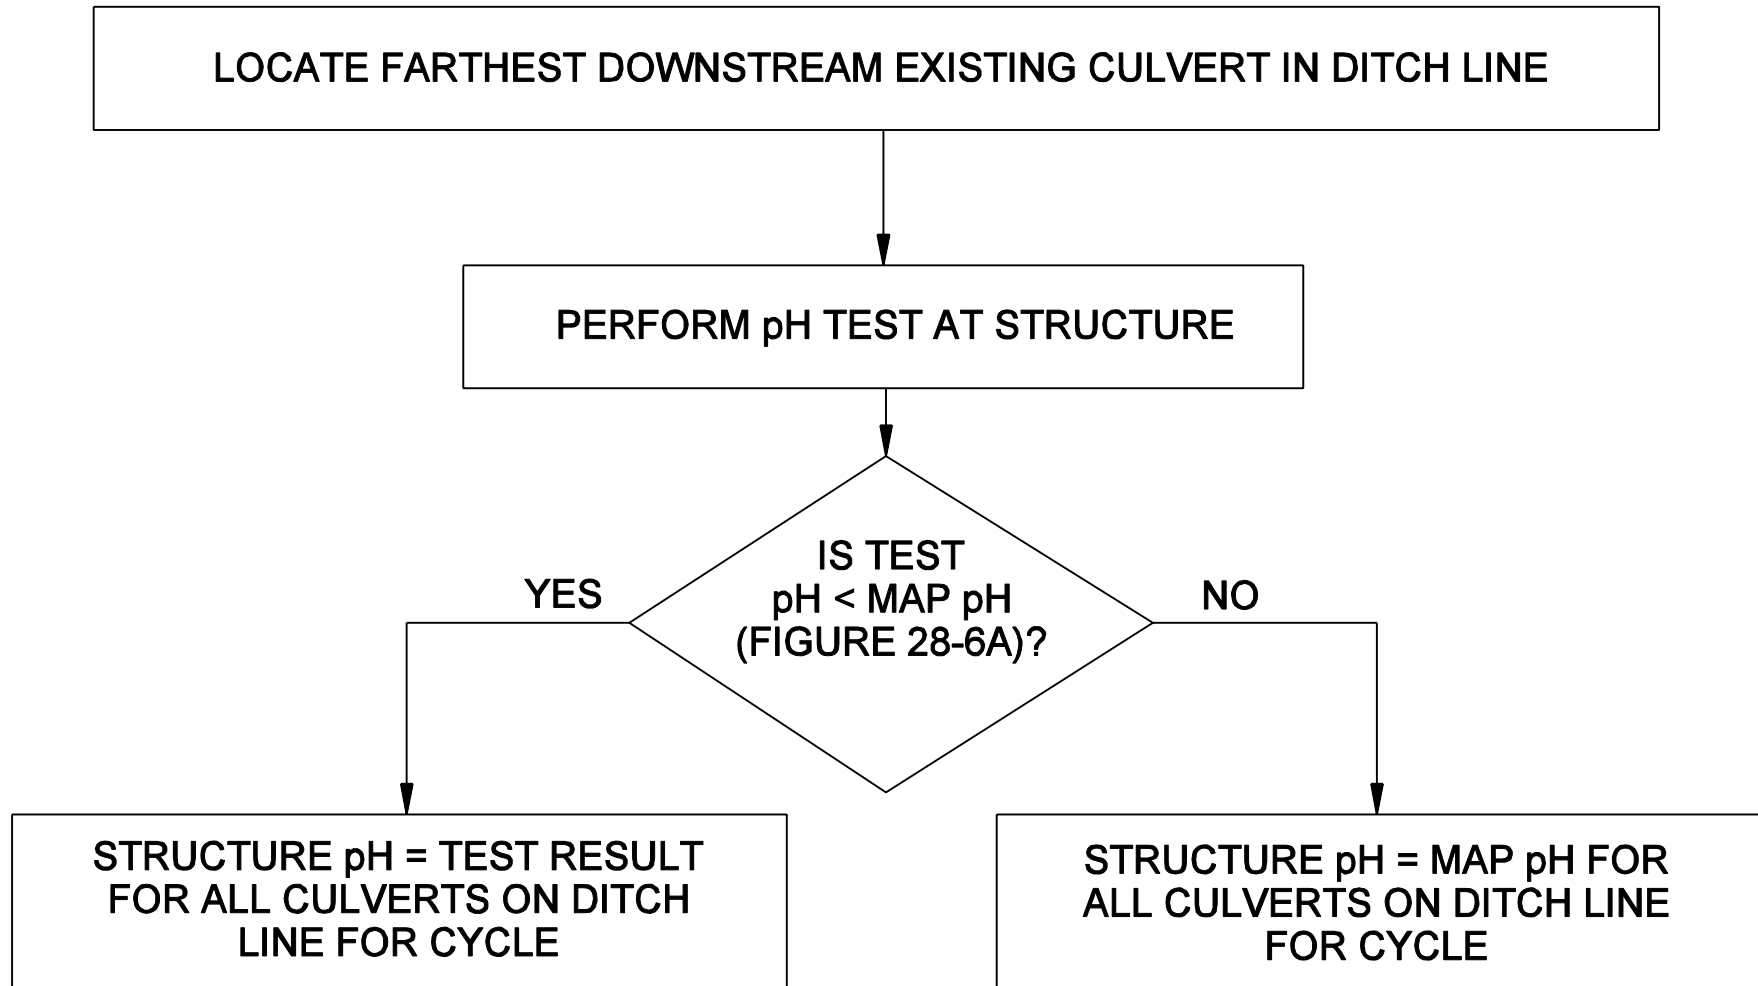 LOCATE FARTHEST DOWNSTREAM EXISTING CULVERT IN DITCH LINE
PERFORM pH TEST AT STRUCTURE
IS TEST
pH < MAP pH
(FIGURE 28-6A)?
YES
NO
STRUCTURE pH = TEST RESULT
FOR ALL CULVERTS ON DITCH
LINE FOR CYCLE
STRUCTURE pH = MAP pH FOR
ALL CULVERTS ON DITCH LINE
FOR CYCLE